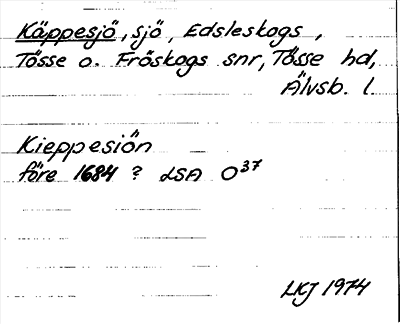 Käppesjö, sjö, Edsleskogs,
Tösse o. Fröskogs snr, Tösse hd,
Älvsb. l.
Kieppesiön
före 1684 ? LSA O37
LKJ 1974